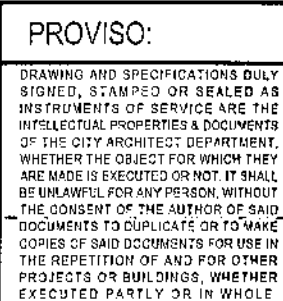 PROVISO:
DRAWING AND SPECIFICATIONS DULY
SIGNED, STAMPED OR SEALED AS
INSTRUMENTS OF SERVICE ARE THE
INTELLECTUAL PROPERTIES & DOCUMENTS
OF THE CITY ARCHITECT DEPARTMENT,
WHETHER THE OBJECT FOR WHICH THEY
ARE MADE IS EXECUTED OR NOT. IT SHALL
BE UNLAWFUL FOR ANY PERSON, WITHOUT
THE CONSENT OF THE AUTHOR OF SAID
DOCUMENTS TO DUPLICATE OR TO MAKE
COPIES OF SAID DOCUMENTS FOR USE IN
THE REPETITION OF AND FOR OTHER
PROJECTS OR BUILDINGS, WHETHER
EXECUTED PARTLY OR IN WHOLE